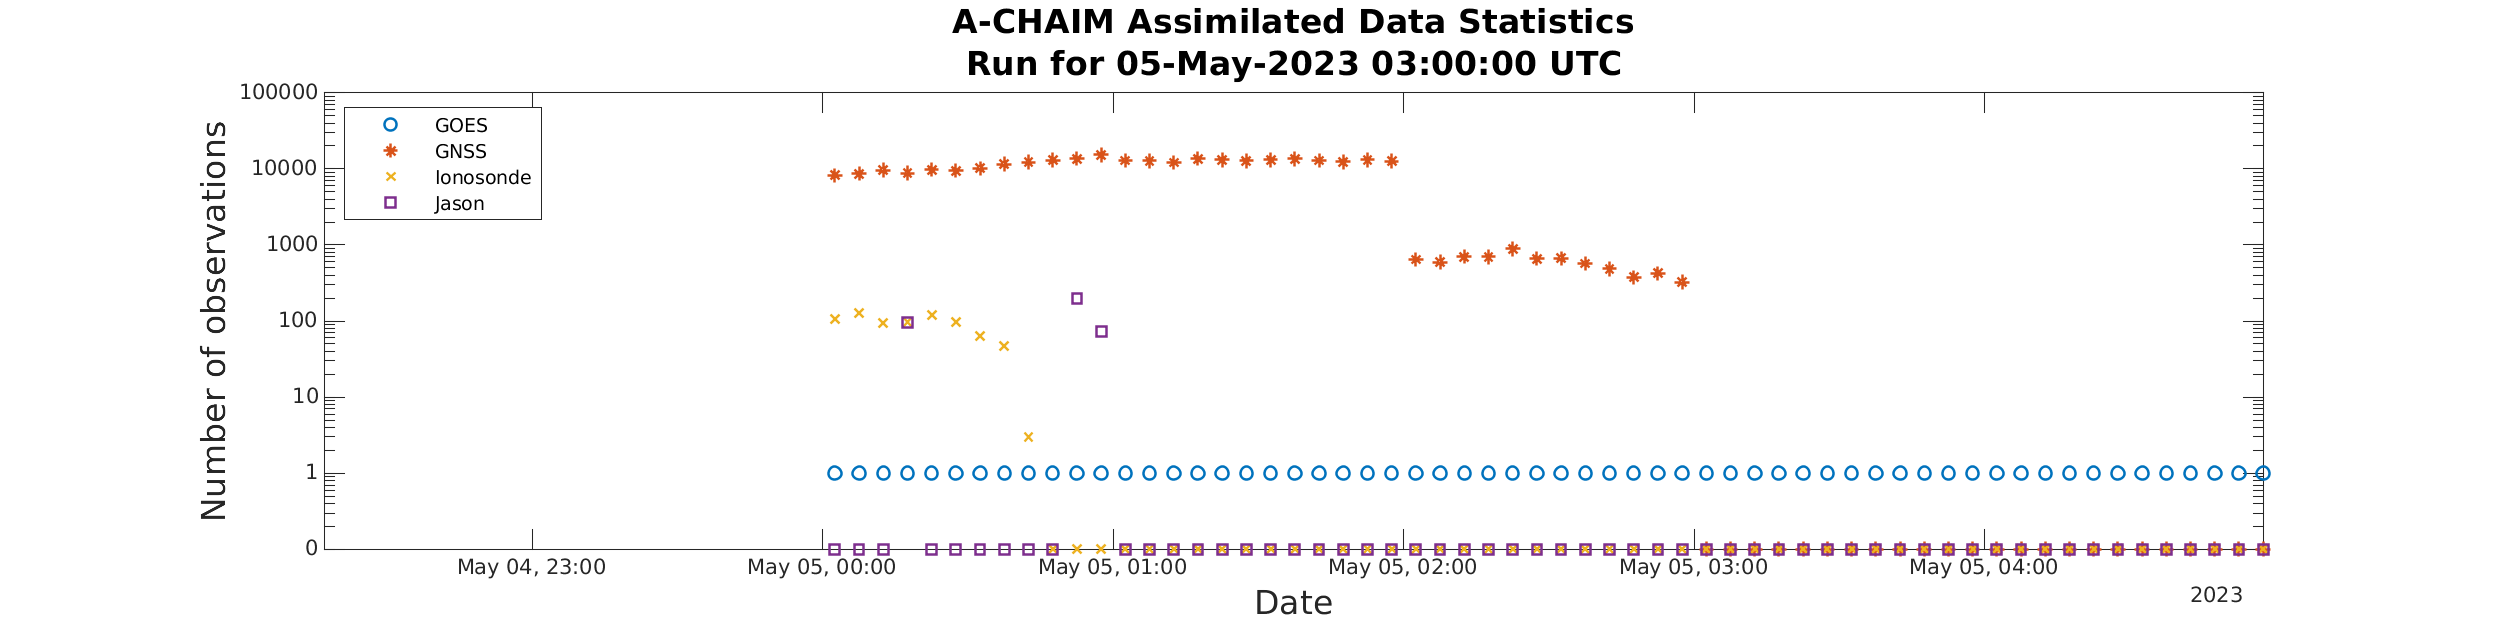 A-CHAIM Assimilated Data Statistics
Run for 05-May-2023 03:00:00 UTC
Number of observations
100000
10000
1000
100
10
1
0
GOES
GNSS
Ionosonde
Jason
May 04, 23:00
May 05, 00:00
May 05, 01:00
May 05, 02:00
May 05, 03:00
May 05, 04:00
2023
Date